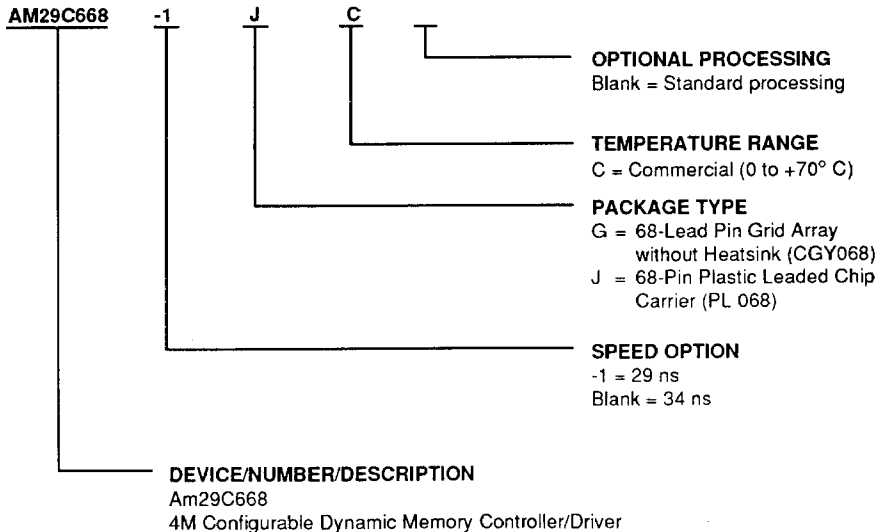 AM29C668 -1 J C
OPTIONAL PROCESSING
Blank = Standard processing
TEMPERATURE RANGE
C = Commercial (0 to +70° C)
PACKAGE TYPE
G = 68-Lead Pin Grid Array
without Heatsink (CGY068)
J = 68-Pin Plastic Leaded Chip
Carrier (PL 068)
SPEED OPTION
-1 = 29 ns
Blank = 34 ns
DEVICE/NUMBER/DESCRIPTION
Am29C668
4M Configurable Dynamic Memory Controller/Driver